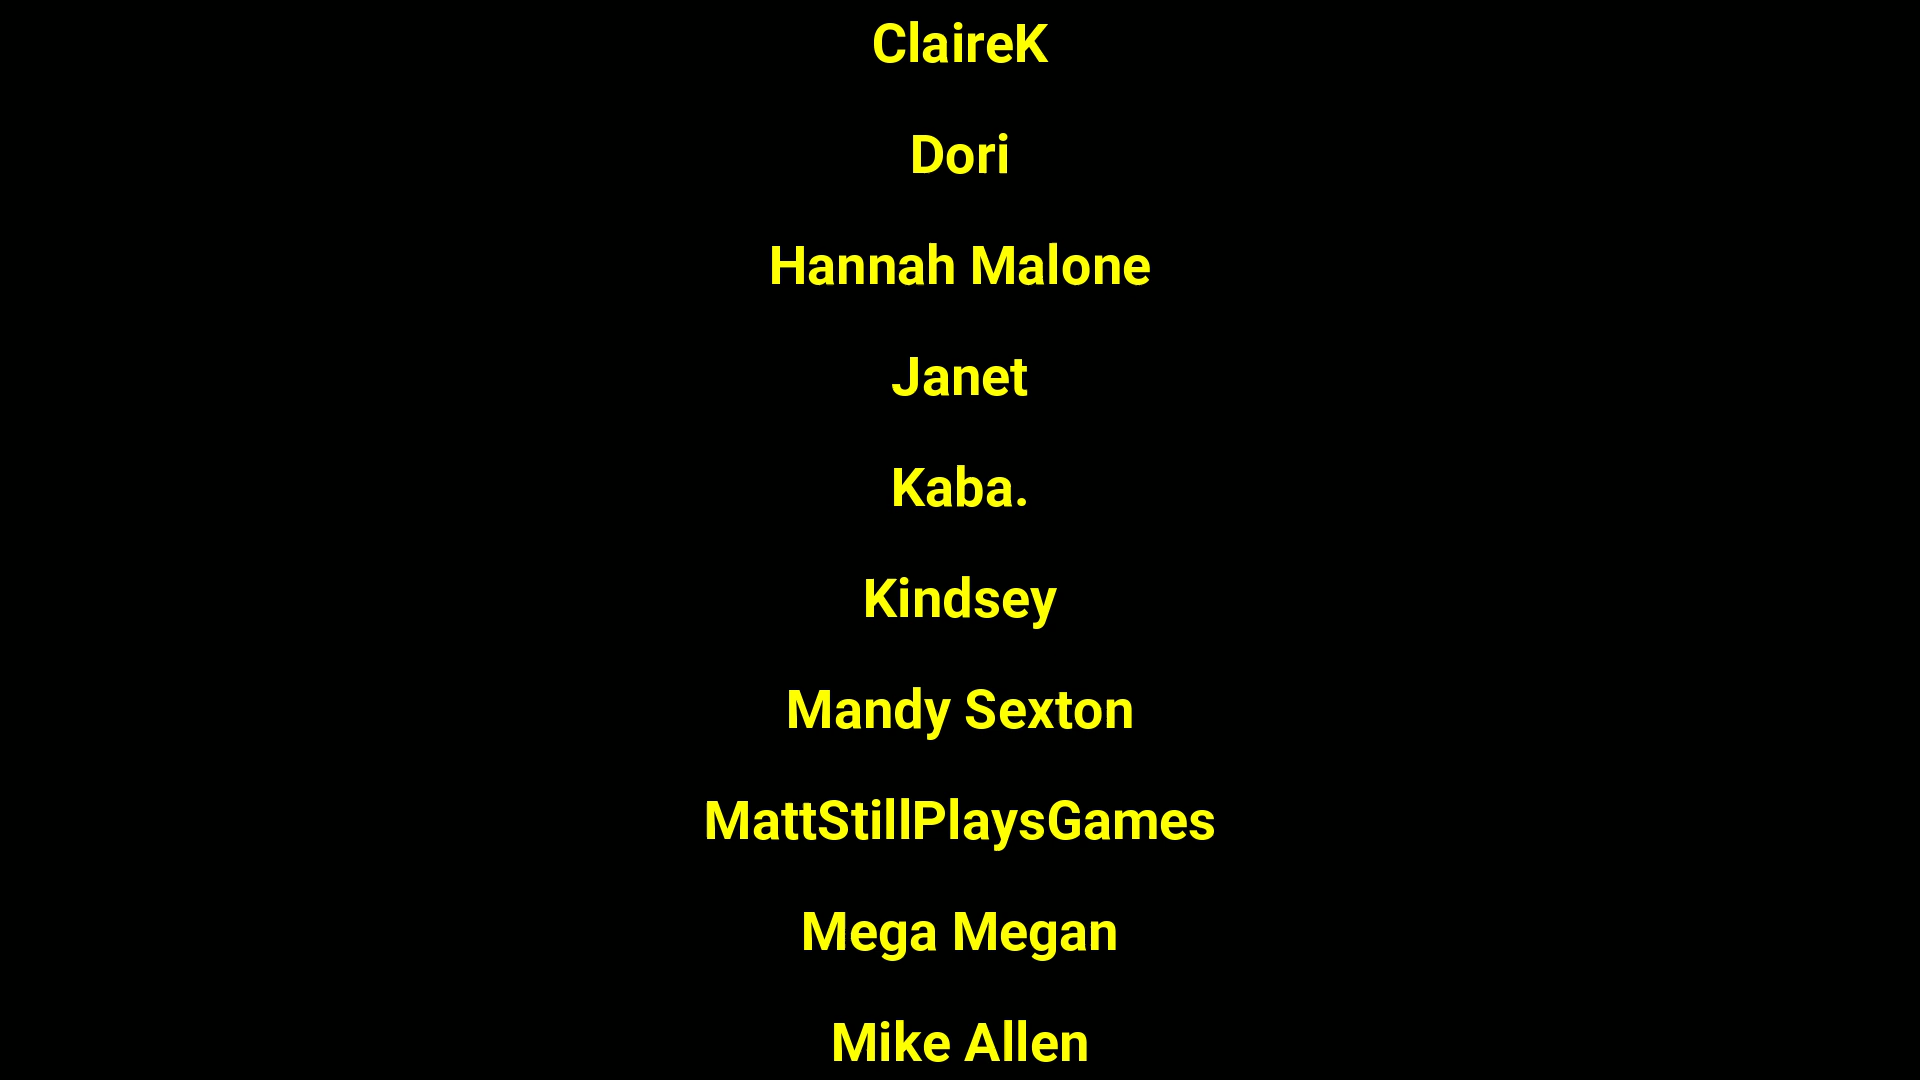 ClaireK
Dori
Hannah Malone
Janet
Kaba.
Kindsey
Mandy Sexton
MattStillPlaysGames
Mega Megan
Mike Allen